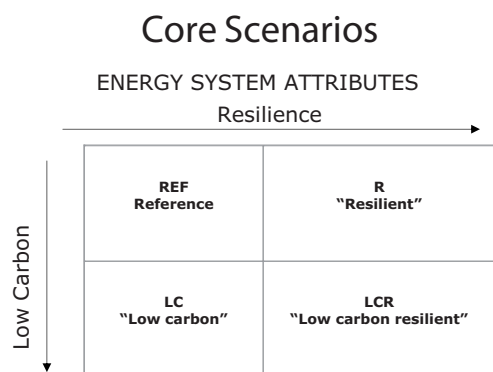 Core Scenarios
ENERGY SYSTEM ATTRIBUTES
Resilience
Low Carbon
REF
Reference
R
“Resilient”
LC
“Low carbon”
LCR
“Low carbon resilient”